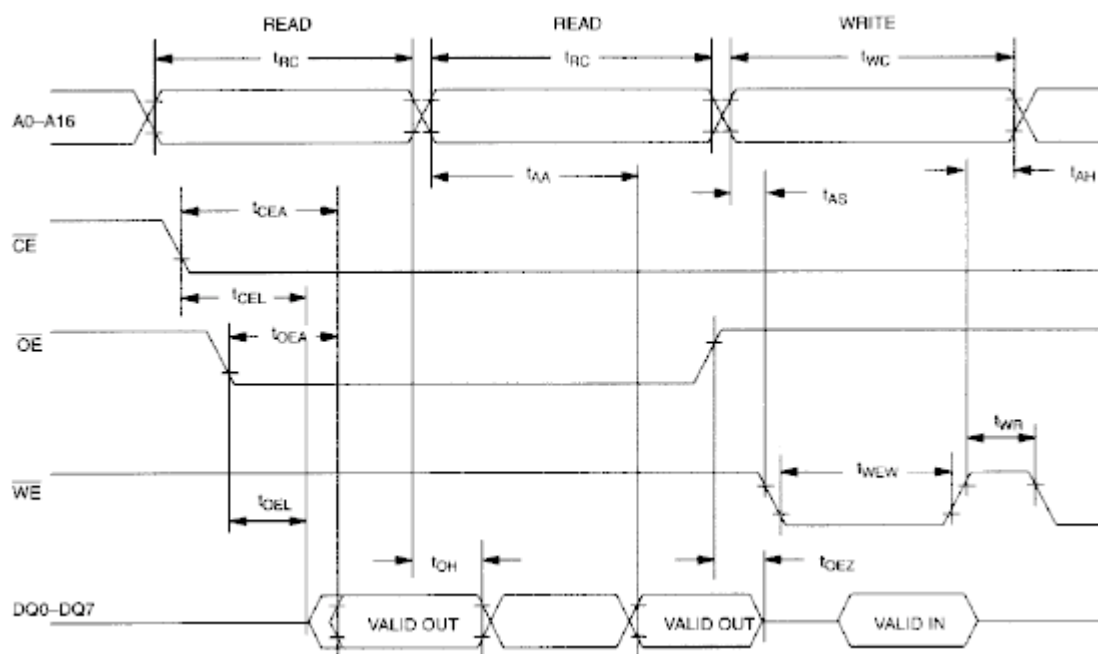 READ READ WRITE
tRC tRC tWC
A0–A16
tAA tAH
tCEA tAS
CE
tCEL
OE tOEA
tWR
WE tWEW
tOEL
tOH tOEZ
DQ0–DQ7
VALID OUT VALID OUT VALID IN